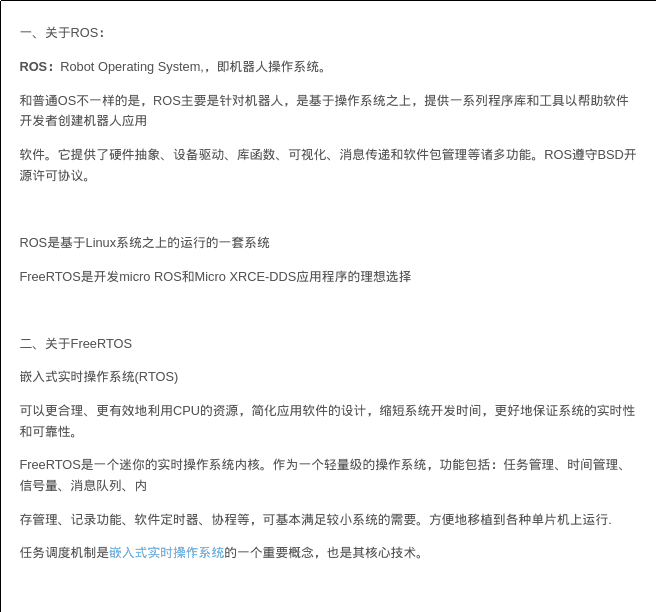 一、关于ROS：
ROS：Robot Operating System,，即机器人操作系统。
和普通OS不一样的是，ROS主要是针对机器人，是基于操作系统之上，提供一系列程序库和工具以帮助软件
开发者创建机器人应用
软件。它提供了硬件抽象、设备驱动、库函数、可视化、消息传递和软件包管理等诸多功能。ROS遵守BSD开
源许可协议。
ROS是基于Linux系统之上的运行的一套系统
FreeRTOS是开发micro ROS和Micro XRCE-DDS应用程序的理想选择
二、关于FreeRTOS
嵌入式实时操作系统(RTOS)
可以更合理、更有效地利用CPU的资源，简化应用软件的设计，缩短系统开发时间，更好地保证系统的实时性
和可靠性。
FreeRTOS是一个迷你的实时操作系统内核。作为一个轻量级的操作系统，功能包括：任务管理、时间管理、
信号量、消息队列、内
存管理、记录功能、软件定时器、协程等，可基本满足较小系统的需要。方便地移植到各种单片机上运行.
任务调度机制是嵌入式实时操作系统的一个重要概念，也是其核心技术。